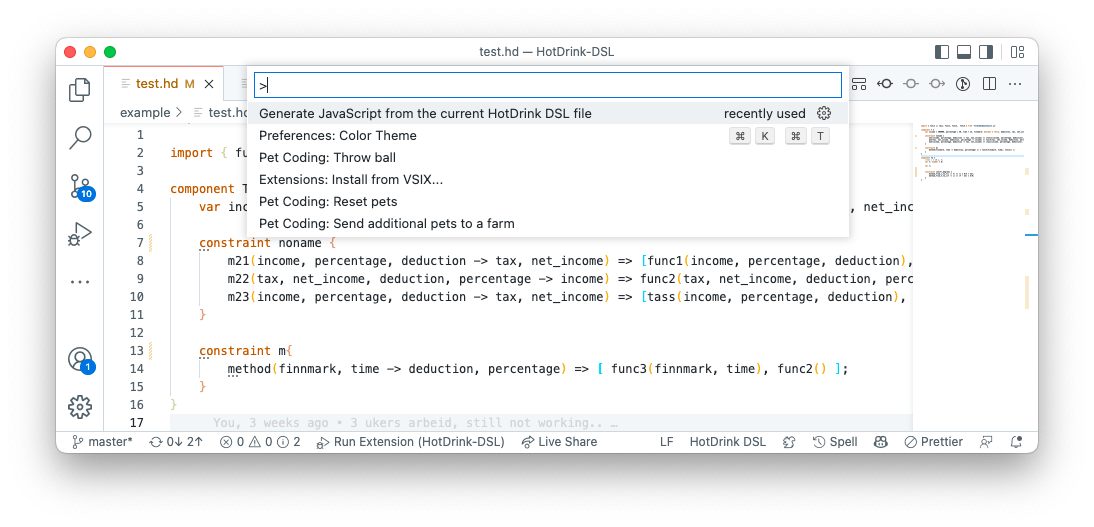 test.hd — HotDrink-DSL
test.hd M
>
example > test.hd
Generate JavaScript from the current HotDrink DSL file recently used
Preferences: Color Theme ⌘ K ⌘ T
Pet Coding: Throw ball
Extensions: Install from VSIX...
Pet Coding: Reset pets
Pet Coding: Send additional pets to a farm
1
2 import { fu
3
4 component T
5 var inc , net_inc
6
7 constraint noname {
8 m21(income, percentage, deduction -> tax, net_income) => [func1(income, percentage, deduction),
9 m22(tax, net_income, deduction, percentage -> income) => func2(tax, net_income, deduction, perc
10 m23(income, percentage, deduction -> tax, net_income) => [tass(income, percentage, deduction),
11 }
12
13 constraint m{
14 method(finnmark, time -> deduction, percentage) => [ func3(finnmark, time), func2() ];
15 }
16 }
17 You, 3 weeks ago • 3 ukers arbeid, still not working.. …
10
1
master* 0↓ 2↑ 0 0 2 Run Extension (HotDrink-DSL) Live Share LF HotDrink DSL Spell Prettier